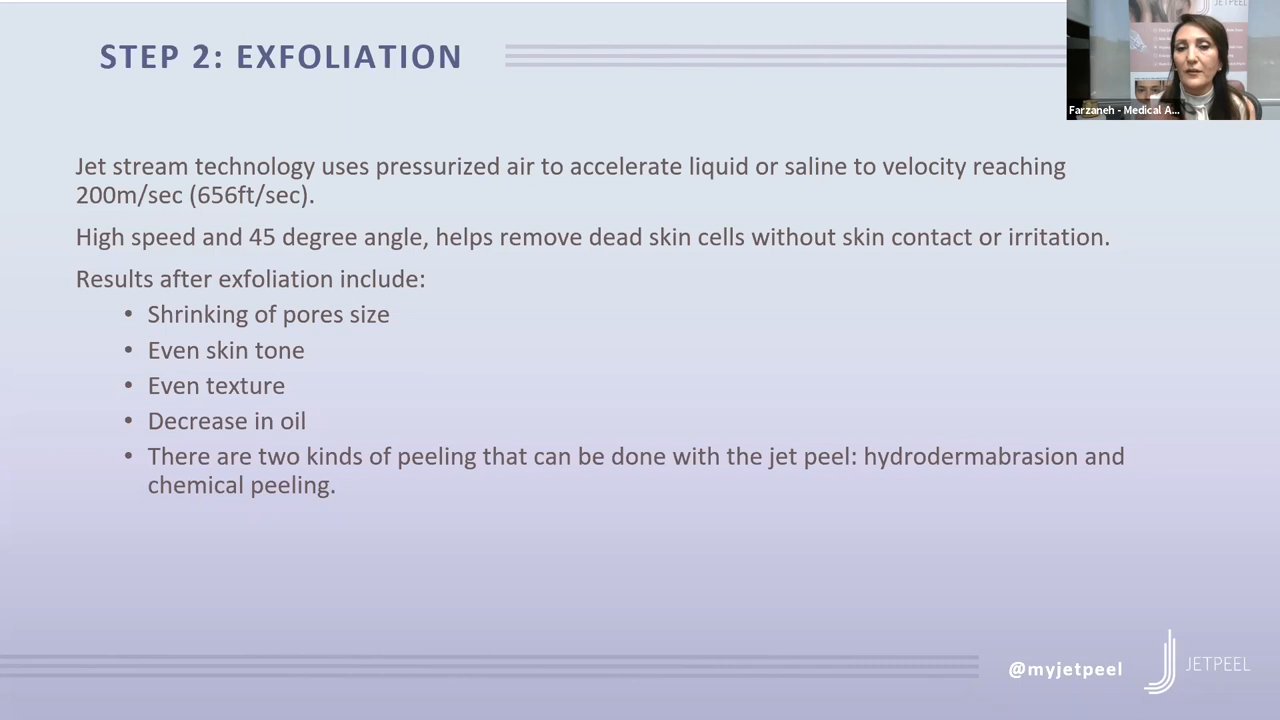 STEP 2: EXFOLIATION
JETPEEL
Farzaneh - Medical A...
Jet stream technology uses pressurized air to accelerate liquid or saline to velocity reaching
200m/sec (656ft/sec).
High speed and 45 degree angle, helps remove dead skin cells without skin contact or irritation.
Results after exfoliation include:
• Shrinking of pores size
• Even skin tone
• Even texture
• Decrease in oil
• There are two kinds of peeling that can be done with the jet peel: hydrodermabrasion and
chemical peeling.
@myjetpeel
JETPEEL